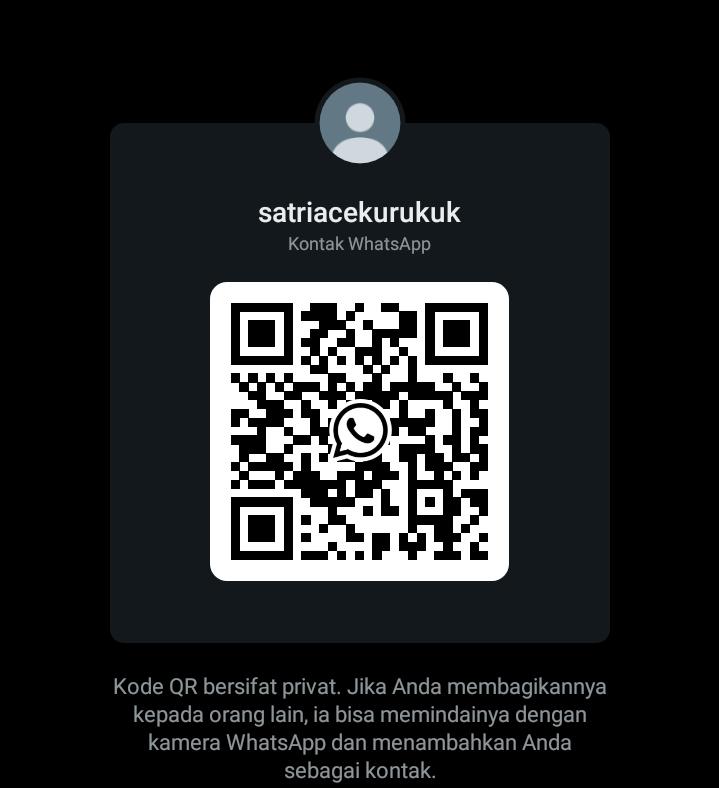 satriacekurukuk
Kontak WhatsApp
Kode QR bersifat privat. Jika Anda membagikannya
kepada orang lain, ia bisa memindainya dengan
kamera WhatsApp dan menambahkan Anda
sebagai kontak.